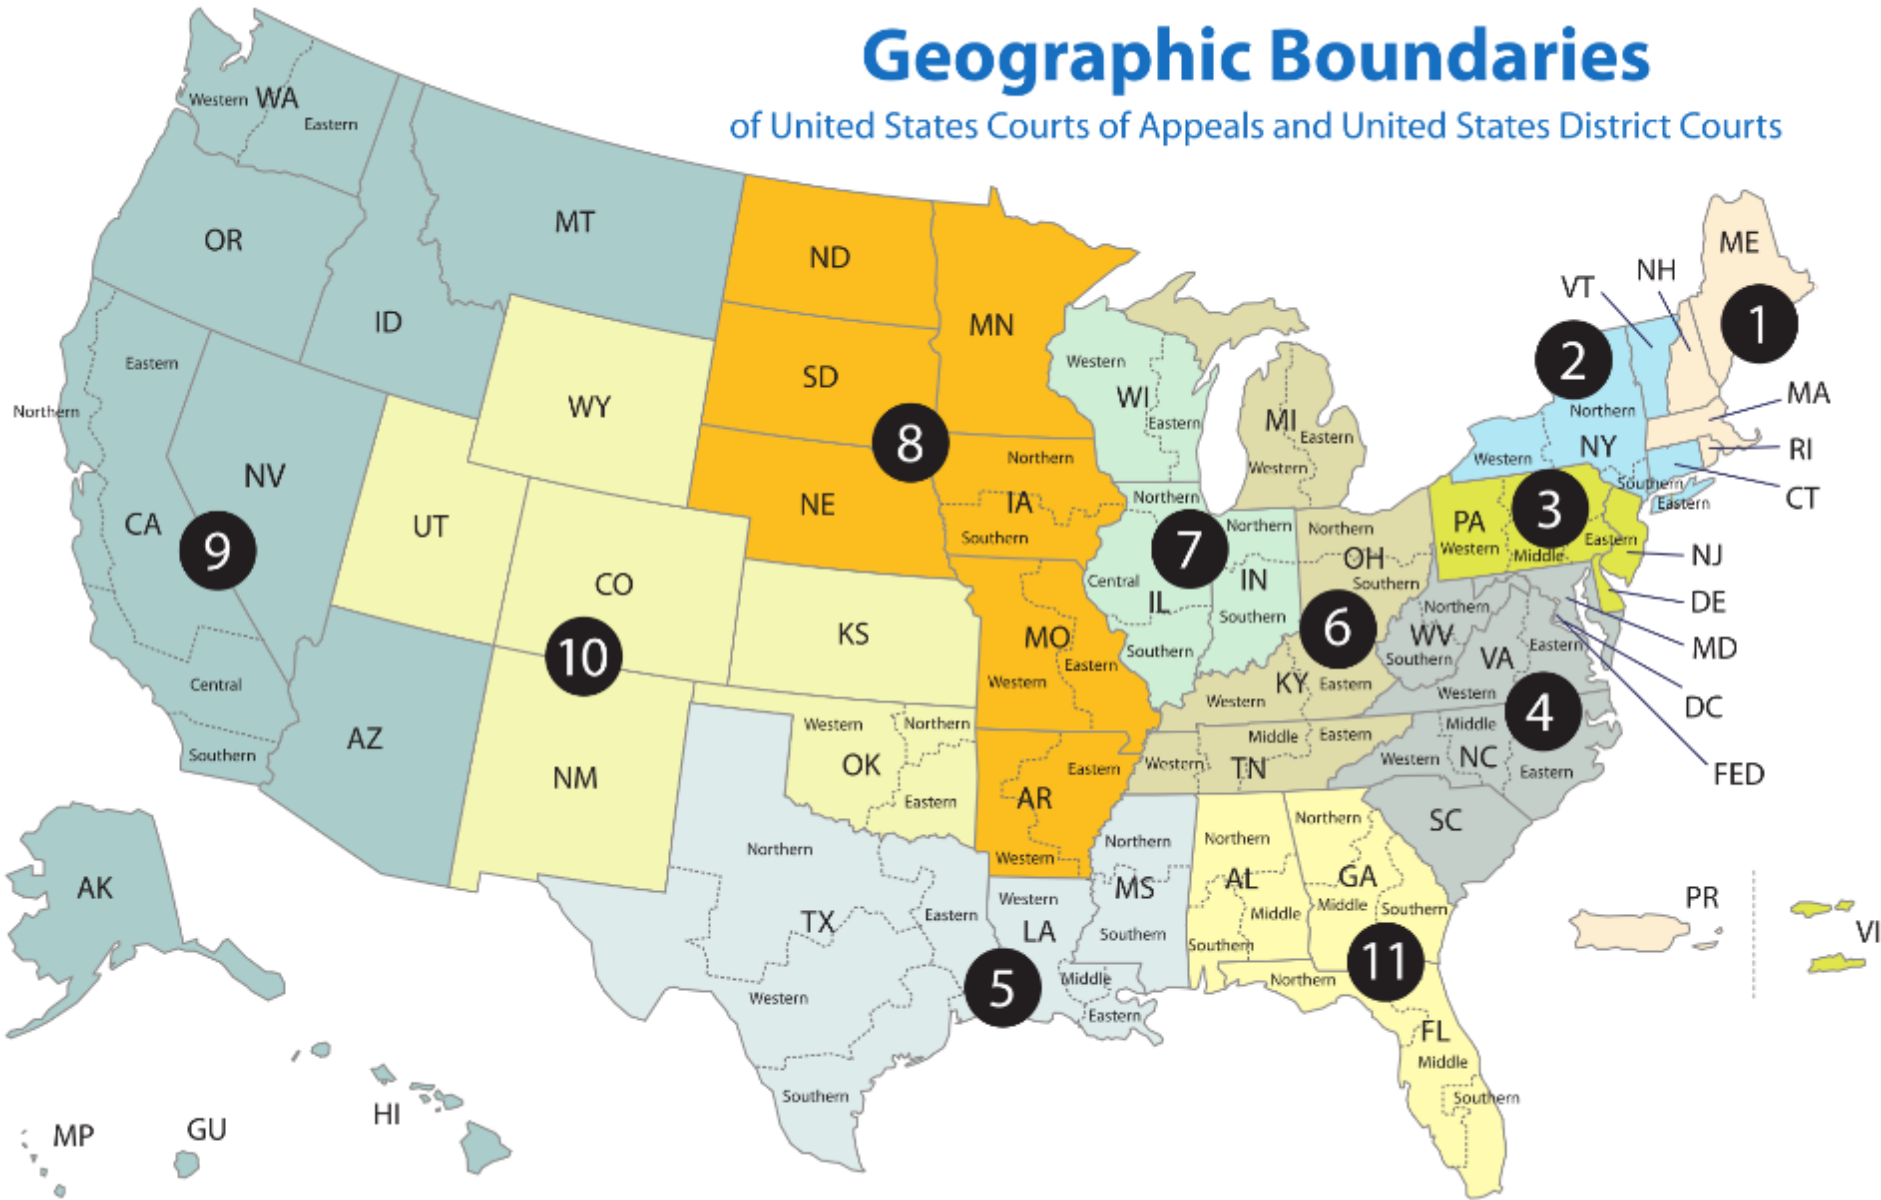 Geographic Boundaries
of United States Courts of Appeals and United States District Courts
Western
WA
Eastern
OR
MT
ID
ND
MN
SD
8
NE
WY
Eastern
Northern
NV
CA
9
Central
Southern
UT
CO
10
KS
AZ
NM
Western
Northern
OK
Eastern
Northern
IA
Southern
MO
Eastern
Western
Eastern
AR
Western
Western
WI
Eastern
MI
Eastern
Western
Northern
7
Central
IL
Southern
Northern
IN
Southern
Northern
OH
Southern
6
KY
Western
Eastern
Western
Middle
Eastern
TN
ME
1
NH
VT
2
Northern
NY
Western
Southern
Eastern
MA
RI
CT
PA
3
Western
Middle
Eastern
NJ
DE
MD
DC
FED
Northern
WV
Southern
VA
Eastern
Western
4
Middle
Western
NC
Eastern
SC
Northern
TX
Eastern
Western
Southern
Western
LA
5
Middle
Eastern
Northern
MS
Southern
Northern
AL
Middle
Southern
Northern
GA
Middle
Southern
11
Northern
FL
Middle
Southern
PR
VI
AK
HI
MP
GU